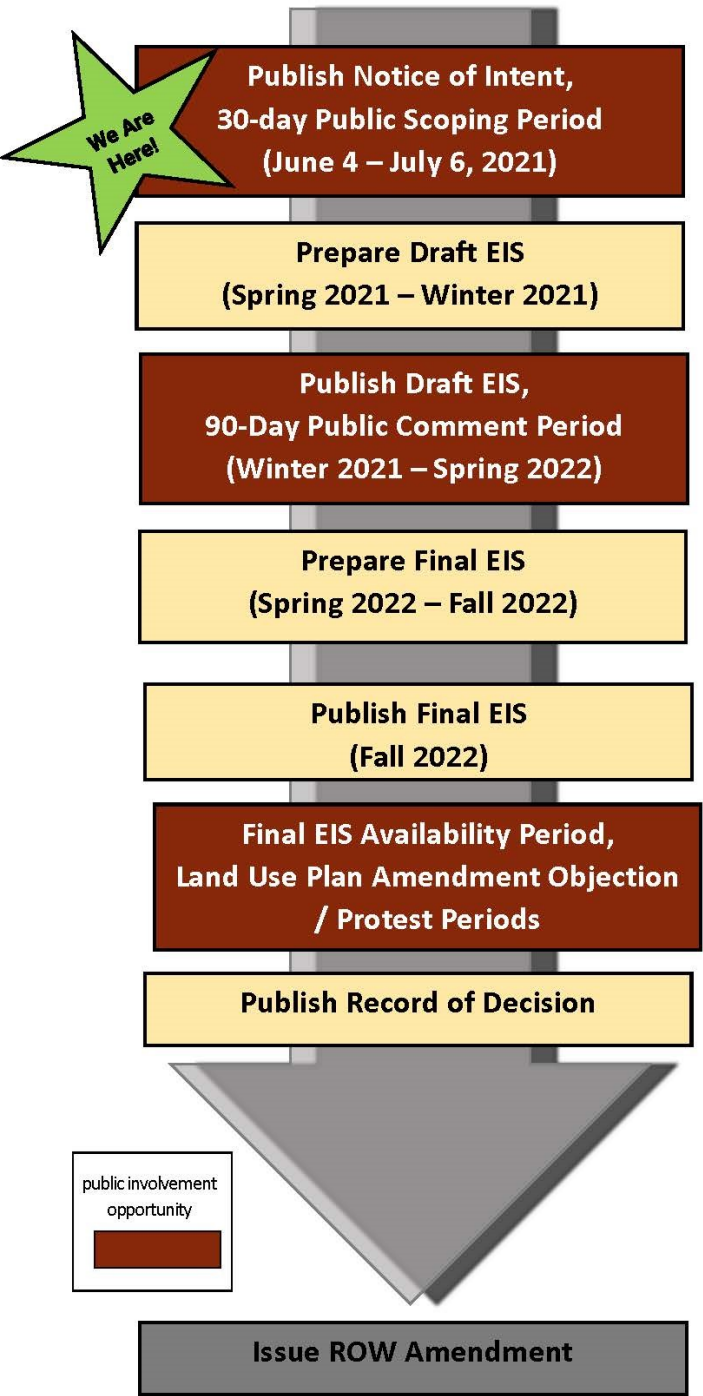 We Are
Here!
Publish Notice of Intent,
30-day Public Scoping Period
(June 4 – July 6, 2021)
Prepare Draft EIS
(Spring 2021 – Winter 2021)
Publish Draft EIS,
90-Day Public Comment Period
(Winter 2021 – Spring 2022)
Prepare Final EIS
(Spring 2022 – Fall 2022)
Publish Final EIS
(Fall 2022)
Final EIS Availability Period,
Land Use Plan Amendment Objection
/ Protest Periods
Publish Record of Decision
public involvement
opportunity
Issue ROW Amendment